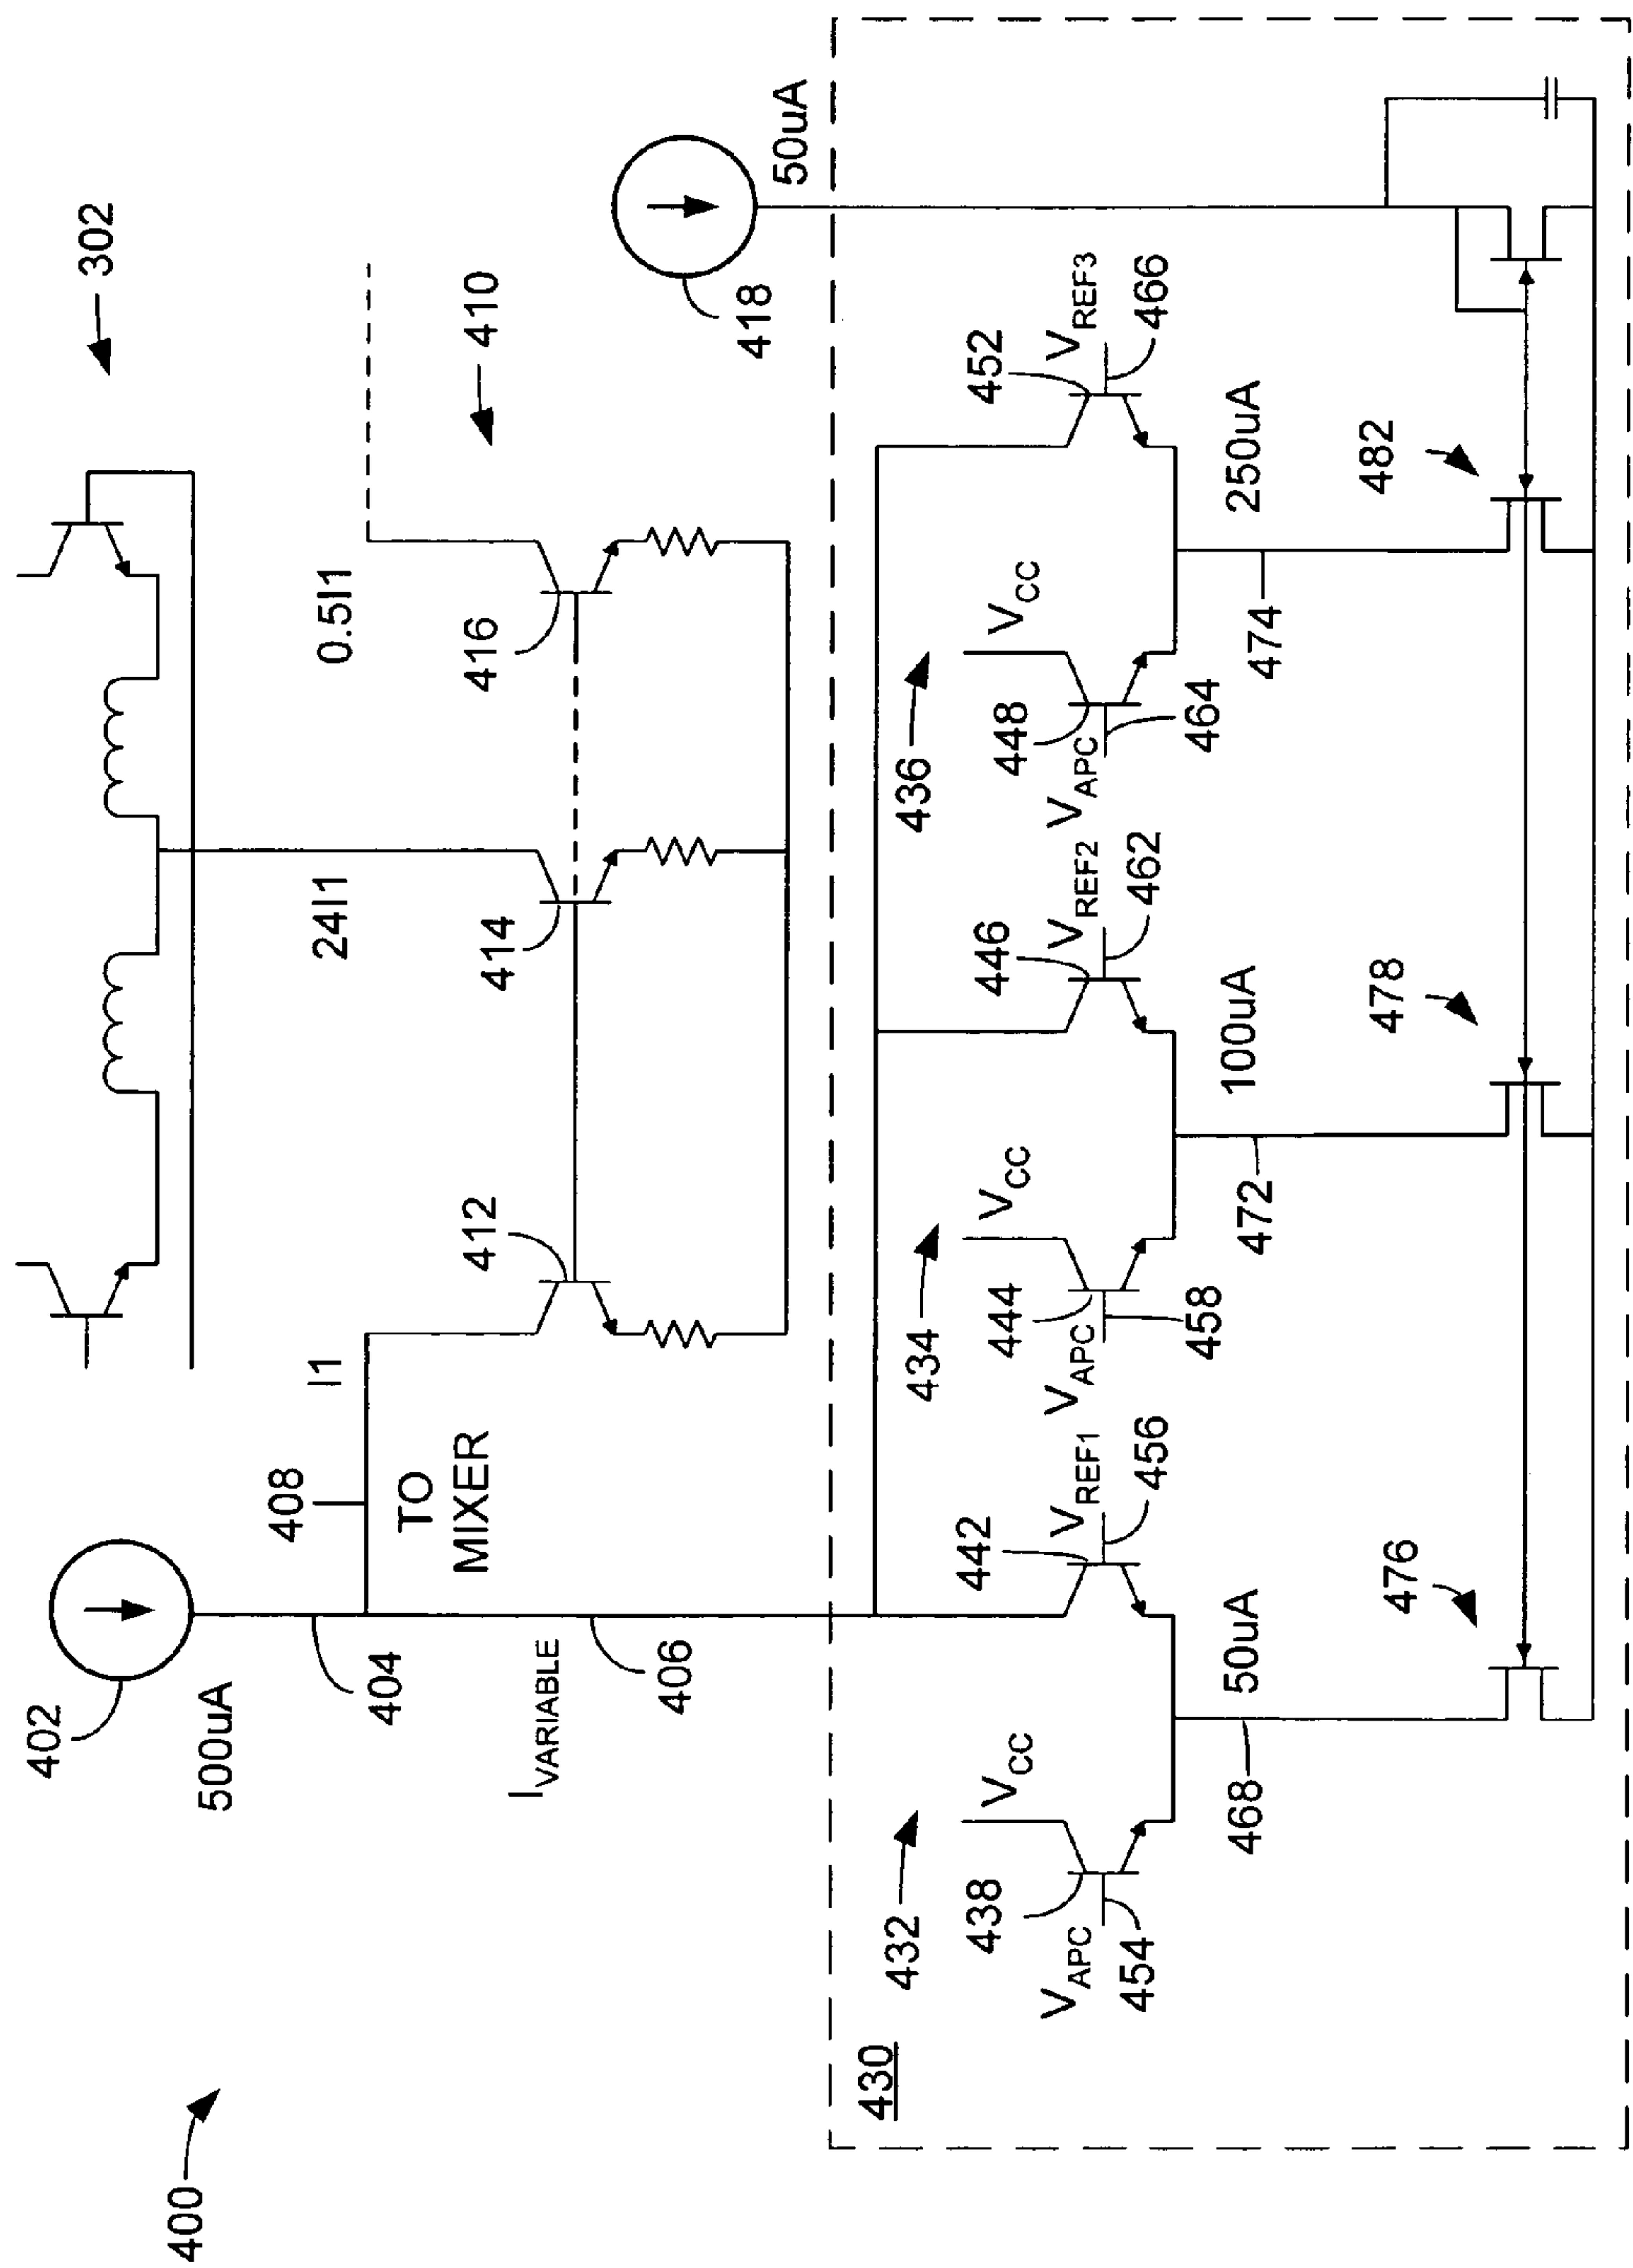 400
402
500uA
404
408
I1
TO
MIXER
IVARIABLE
406
302
24I1
0.5I1
412
414
416
410
418
50uA
430
432
434
436
VCC
VCC
VCC
438
442
444
446
448
452
VAPC
VREF1
VAPC
VREF2
VAPC
VREF3
454
456
458
462
464
466
468
50uA
472
100uA
474
250uA
476
478
482